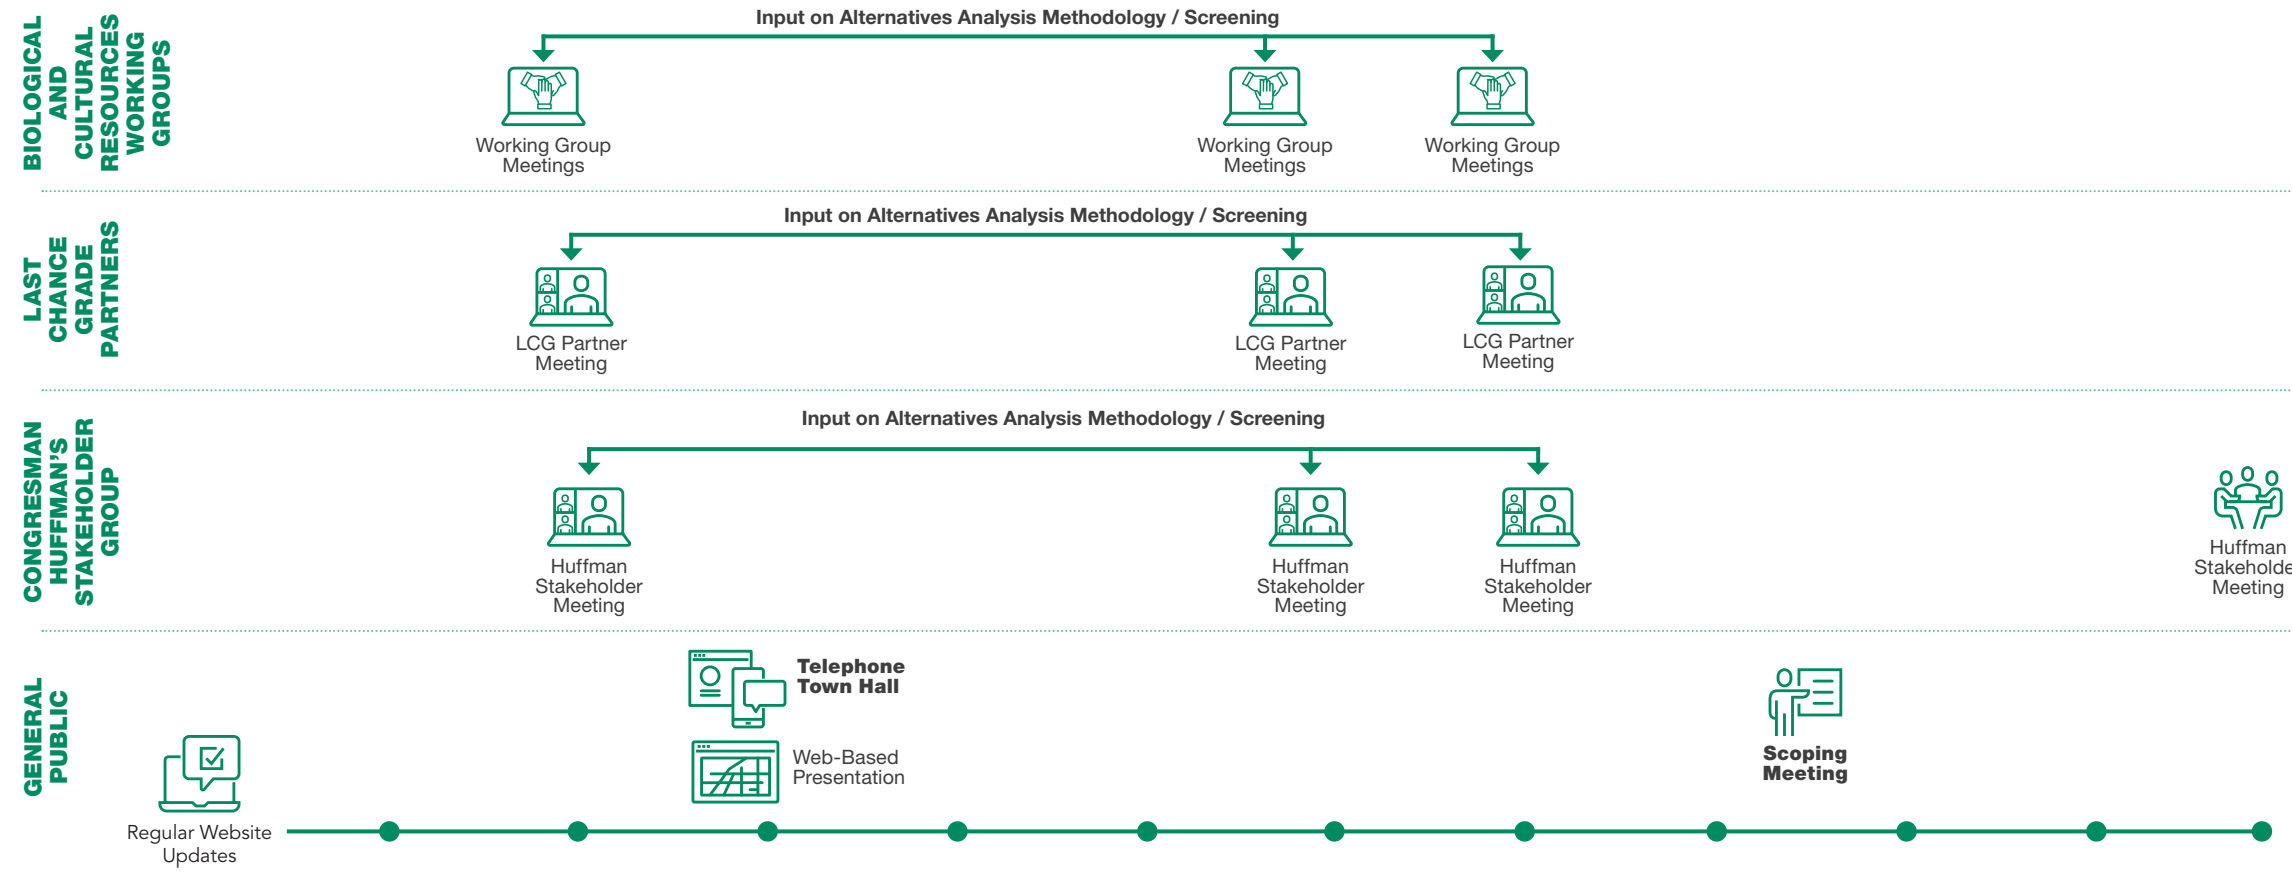 BIOLOGICAL
AND
CULTURAL
RESOURCES
WORKING
GROUPS
Input on Alternatives Analysis Methodology / Screening
Working Group
Meetings
Working Group
Meetings
Working Group
Meetings
LAST
CHANCE
GRADE
PARTNERS
Input on Alternatives Analysis Methodology / Screening
LCG Partner
Meeting
LCG Partner
Meeting
LCG Partner
Meeting
CONGRESMAN
HUFFMAN'S
STAKEHOLDER
GROUP
Input on Alternatives Analysis Methodology / Screening
Huffman
Stakeholder
Meeting
Huffman
Stakeholder
Meeting
Huffman
Stakeholder
Meeting
Huffman
Stakeholde
Meeting
GENERAL
PUBLIC
Telephone
Town Hall
Web-Based
Presentation
Scoping
Meeting
Regular Website
Updates